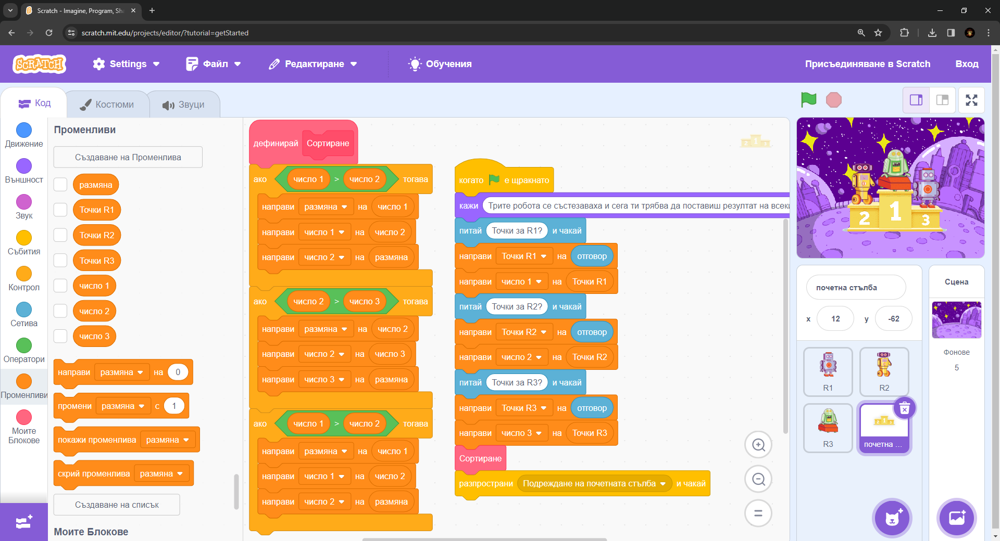 Scratch - Imagine, Program, Sh
scratch.mit.edu/projects/editor/?tutorial=getStarted
SCRATCH
Settings
Файл
Редактиране
Обучения
Присъединяване в Scratch
Вход
Код
Костюми
Звуци
Движение
Външност
Звук
Събития
Контрол
Сетива
Оператори
Променливи
Моите
Блокове
Променливи
Създаване на Променлива
размяна
Точки R1
Точки R2
Точки R3
число 1
число 2
число 3
направи размяна на 0
промени размяна с 1
покажи променлива размяна
скрий променлива размяна
Създаване на списък
Моите Блокове
дефинирай Сортиране
ако число 1 > число 2 тогава
направи размяна на число 1
направи число 1 на число 2
направи число 2 на размяна
ако число 2 > число 3 тогава
направи размяна на число 2
направи число 2 на число 3
направи число 3 на размяна
ако число 1 > число 2 тогава
направи размяна на число 1
направи число 1 на число 2
направи число 2 на размяна
когато е щракнато
кажи Трите робота се състезаваха и сега ти трябва да поставиш резултат на всеки
питай Точки за R1? и чакай
направи Точки R1 на отговор
направи число 1 на Точки R1
питай Точки за R2? и чакай
направи Точки R2 на отговор
направи число 2 на Точки R2
питай Точки за R3? и чакай
направи Точки R3 на отговор
направи число 3 на Точки R3
Сортиране
разпространи Подреждане на почетната стълба и чакай
2 1 3
2 1 3
почетна стълба
x 12 y -62
R1
R2
R3
2 1 3
почетна ...
Сцена
Фонове
5